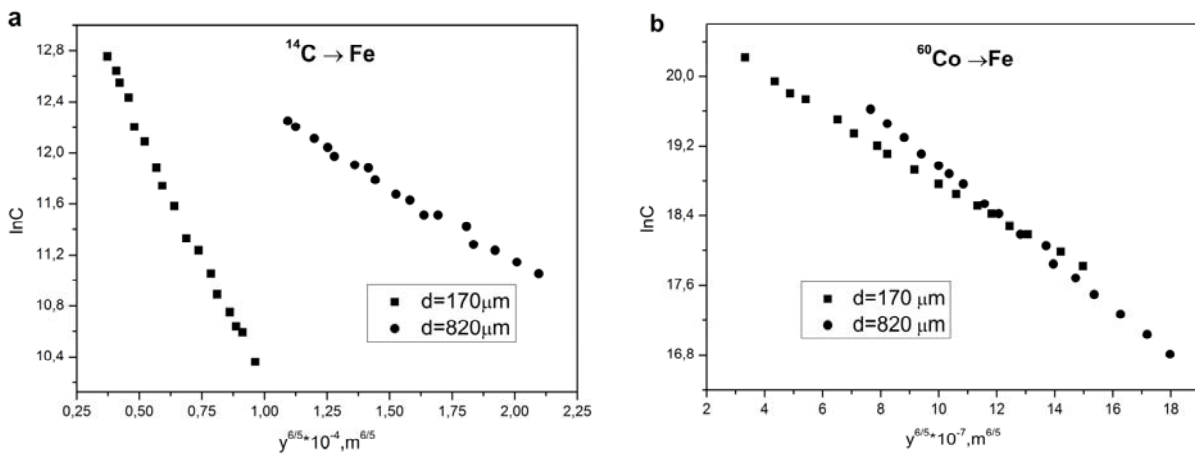 a
¹⁴C → Fe
12,8
12,4
12,0
11,6
11,2
10,8
10,4
lnC
d=170μm
d=820μm
0,25 0,50 0,75 1,00 1,25 1,50 1,75 2,00 2,25
y^6/5*10^-4,m^6/5
b
⁶⁰Co →Fe
20,0
19,2
18,4
17,6
16,8
lnC
d=170 μm
d=820 μm
2 4 6 8 10 12 14 16 18
y^6/5*10^-7,m^6/5